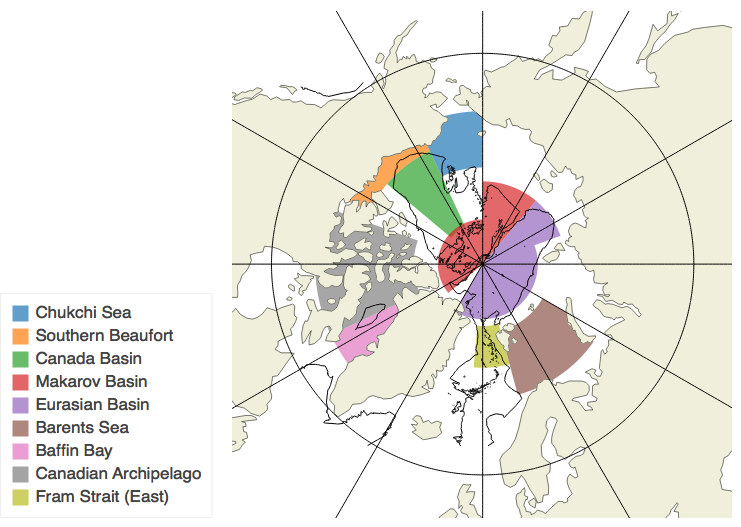 Chukchi Sea
Southern Beaufort
Canada Basin
Makarov Basin
Eurasian Basin
Barents Sea
Baffin Bay
Canadian Archipelago
Fram Strait (East)